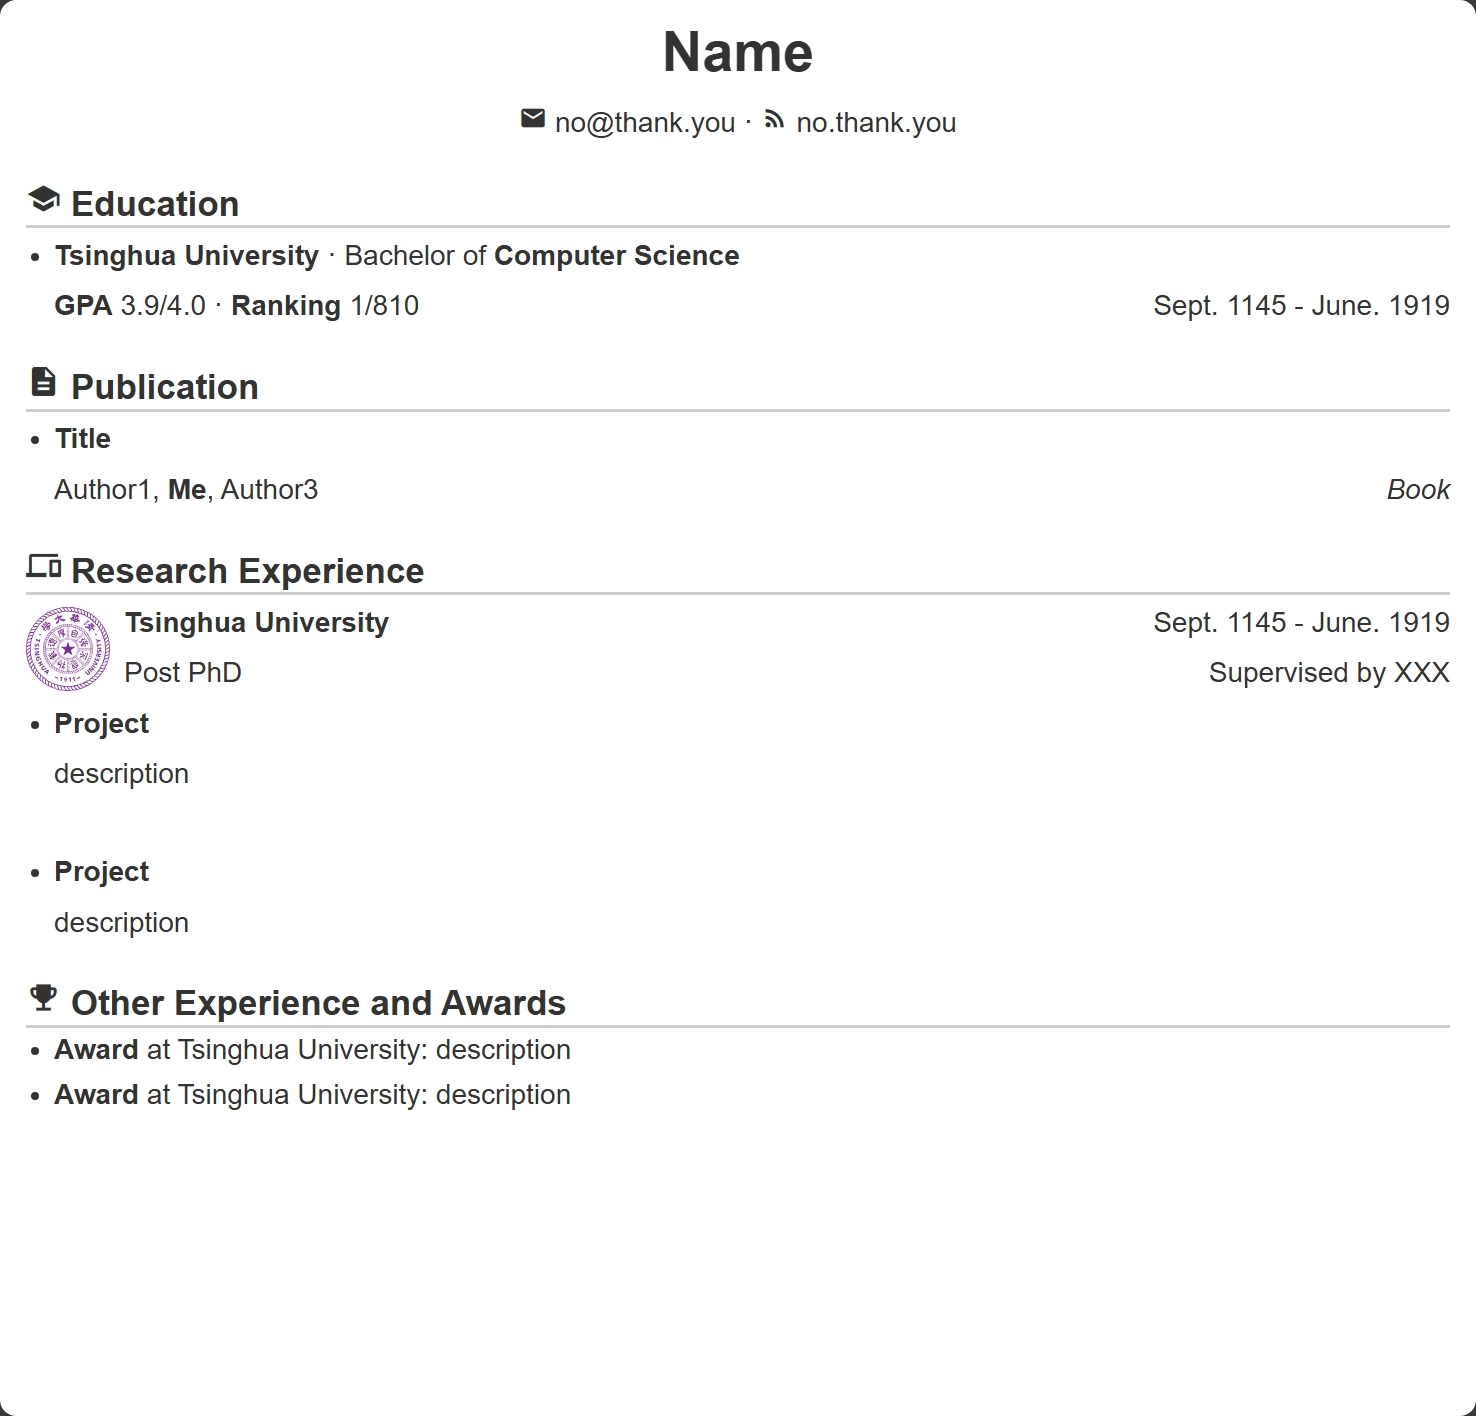 Name
no@thank.you · no.thank.you
Education
• Tsinghua University · Bachelor of Computer Science
GPA 3.9/4.0 · Ranking 1/810 Sept. 1145 - June. 1919
Publication
• Title
Author1, Me, Author3 Book
Research Experience
TSINGHUA UNIVERSITY
–1911–
Tsinghua University Sept. 1145 - June. 1919
Post PhD Supervised by XXX
• Project
description
• Project
description
Other Experience and Awards
• Award at Tsinghua University: description
• Award at Tsinghua University: description